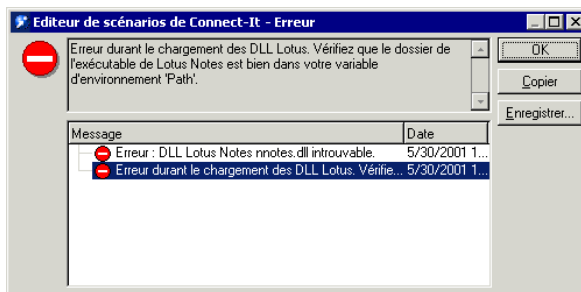 Editeur de scénarios de Connect-It - Erreur
Erreur durant le chargement des DLL Lotus. Vérifiez que le dossier de
l'exécutable de Lotus Notes est bien dans votre variable
d'environnement 'Path'.
OK
Copier
Enregistrer...
Message Date
Erreur : DLL Lotus Notes nnotes.dll introuvable. 5/30/2001 1...
Erreur durant le chargement des DLL Lotus. Vérifie... 5/30/2001 1...